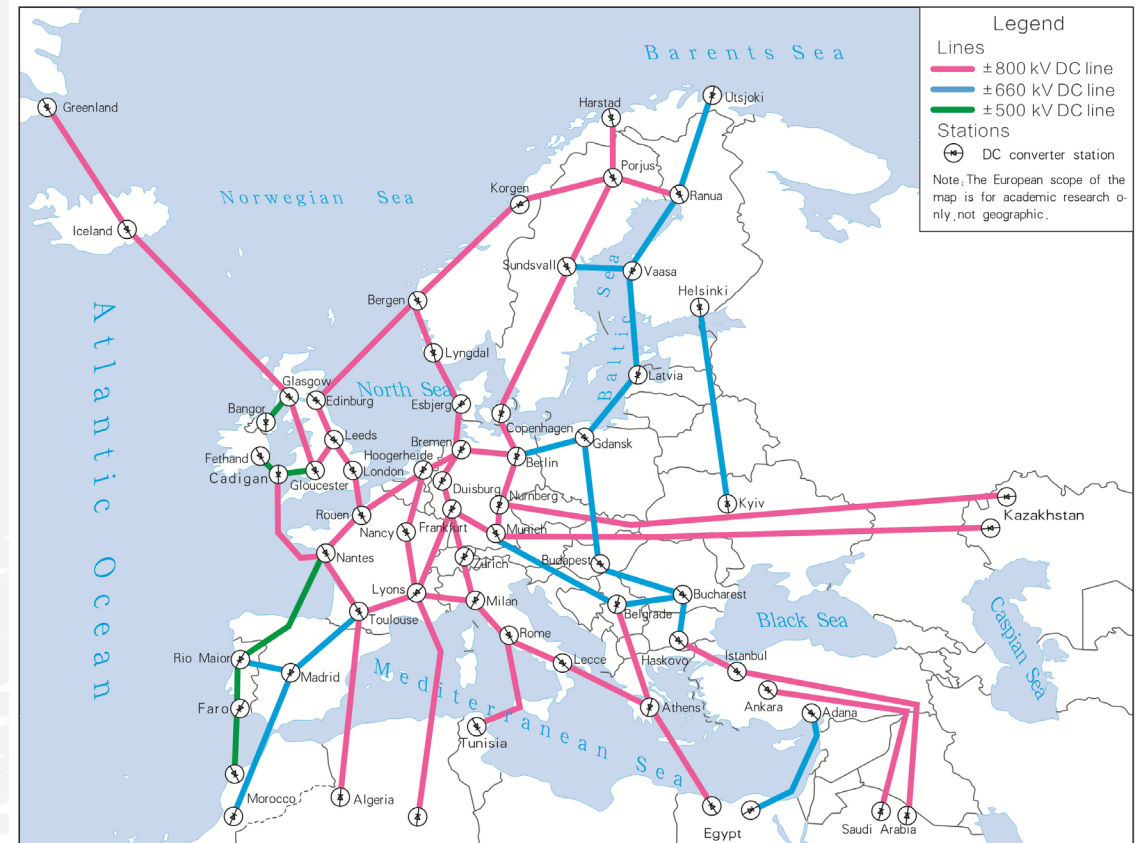 Legend
Lines
±800 kV DC line
±660 kV DC line
±500 kV DC line
Stations
DC converter station
Note:The European scope of the
map is for academic research o-
nly,not geographic.
Barents Sea
Greenland
Harstad
Utsjoki
Norwegian Sea
Porjus
Korgen
Ranua
Iceland
Sundsvall
Vaasa
Baltic Sea
Helsinki
Bergen
Atlantic Ocean
Lyngdal
Latvia
Glasgow
North Sea
Edinburg
Esbjerg
Bangor
Copenhagen
Leeds
Bremen
Gdansk
Fethand
Hoogerheide
Berlin
Cadigan
London
Gloucester
Duisburg
Nurnberg
Kyiv
Kazakhstan
Rouen
Nancy
Frankfurt
Munich
Nantes
Zurich
Budapest
Lyons
Milan
Bucharest
Toulouse
Belgrade
Black Sea
Caspian Sea
Rome
Rio Maior
Lecce
Haskovo
Istanbul
Madrid
Mediterranean Sea
Ankara
Faro
Athens
Adana
Tunisia
Morocco
Algeria
Egypt
Saudi Arabia